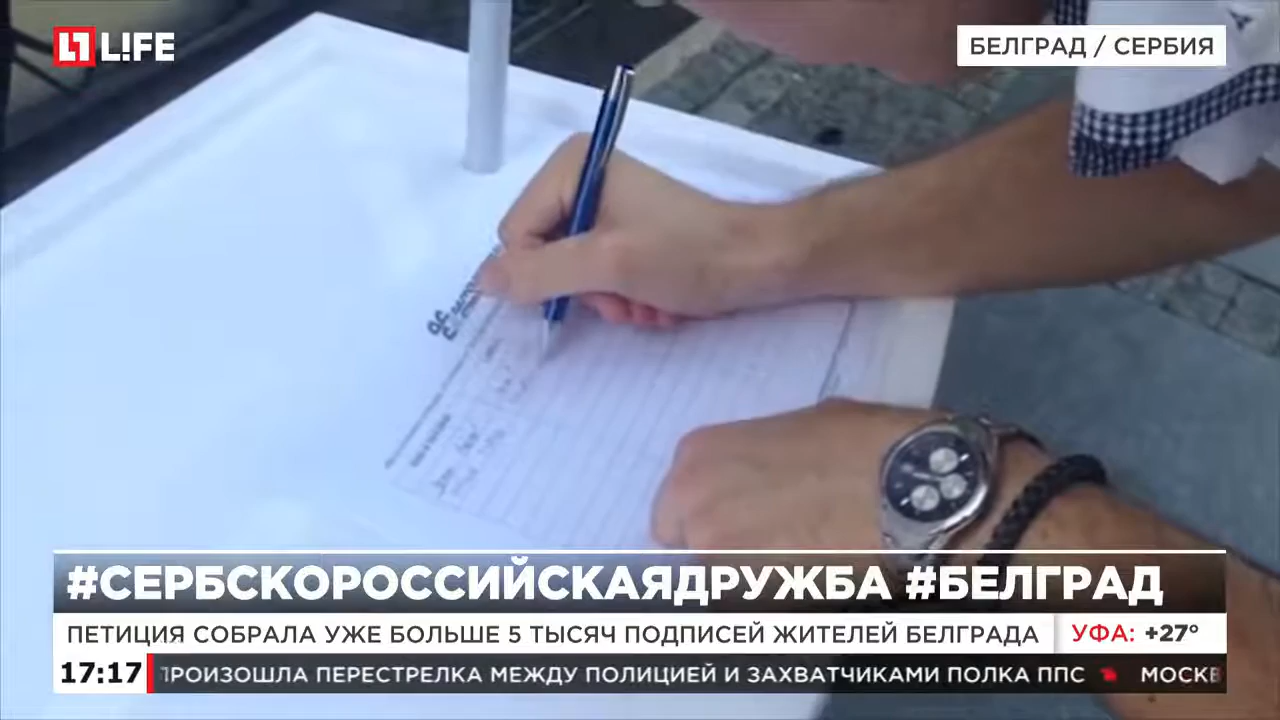 L!FE
БЕЛГРАД / СЕРБИЯ
#СЕРБСКОРОССИЙСКАЯДРУЖБА #БЕЛГРАД
ПЕТИЦИЯ СОБРАЛА УЖЕ БОЛЬШЕ 5 ТЫСЯЧ ПОДПИСЕЙ ЖИТЕЛЕЙ БЕЛГРАДА
УФА: +27°
17:17
ПРОИЗОШЛА ПЕРЕСТРЕЛКА МЕЖДУ ПОЛИЦИЕЙ И ЗАХВАТЧИКАМИ ПОЛКА ППС МОСКВ